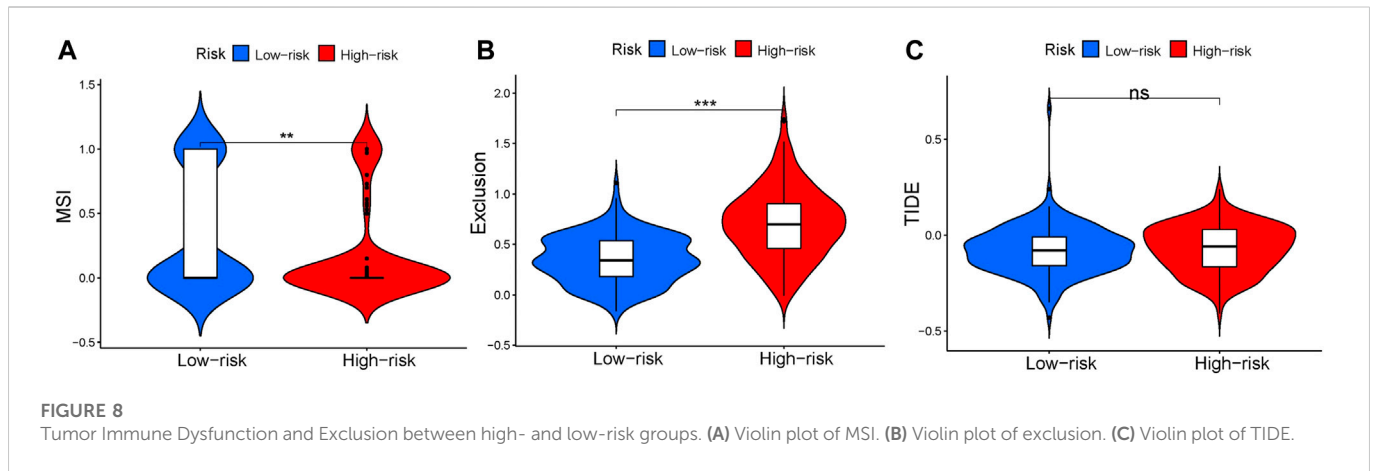 A
Risk Low-risk High-risk
1.5
1.0
0.5
0.0
-0.5
MSI
**
Low-risk High-risk
B
Risk Low-risk High-risk
2.0
1.5
1.0
0.5
0.0
-0.5
Exclusion
***
Low-risk High-risk
C
Risk Low-risk High-risk
0.5
0.0
-0.5
TIDE
ns
Low-risk High-risk
FIGURE 8
Tumor Immune Dysfunction and Exclusion between high- and low-risk groups. (A) Violin plot of MSI. (B) Violin plot of exclusion. (C) Violin plot of TIDE.